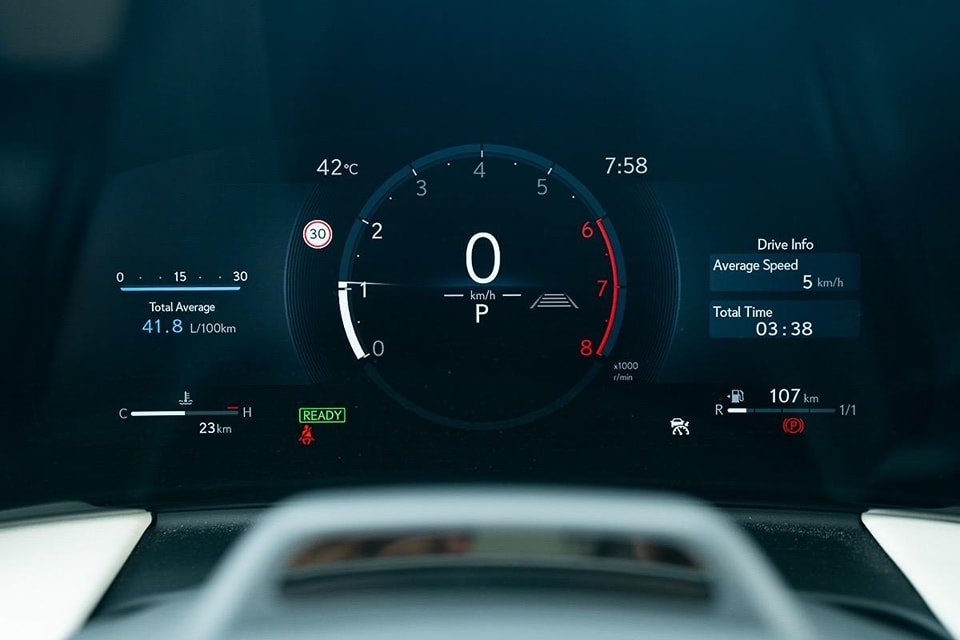 42°C
7:58
30
0 1 2 3 4 5 6 7 8
x1000
r/min
0
km/h
P
0 15 30
Total Average
41.8 L/100km
Drive Info
Average Speed
5 km/h
Total Time
03:38
C H
23km
READY
107 km
R 1/1
P